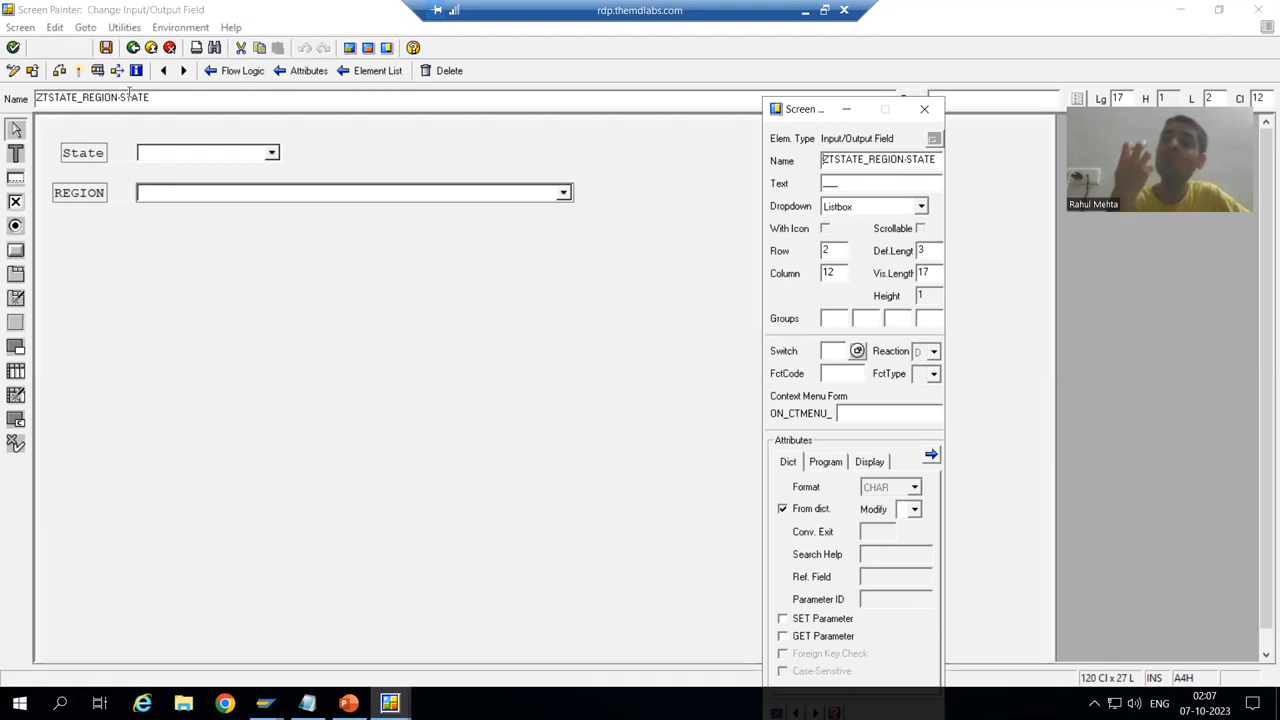 Screen Painter: Change Input/Output Field
rdp.themdlabs.com
Screen Edit Goto Utilities Environment Help
Flow Logic Attributes Element List Delete
Name ZTSTATE_REGION-STATE Lg 17 H 1 L 2 Cl 12
Screen ...
Elem. Type Input/Output Field
Name ZTSTATE_REGION-STATE
Text ___
Dropdown Listbox
With Icon Scrollable
Row 2 Def.Lengt 3
Column 12 Vis.Lengt 17
Height 1
Groups
Switch Reaction D
FctCode FctType
Context Menu Form
ON_CTMENU_
Attributes
Dict Program Display
Format CHAR
From dict. Modify
Conv. Exit
Search Help
Ref. Field
Parameter ID
SET Parameter
GET Parameter
Foreign Key Check
Case-Sensitive
State
REGION
Rahul Mehta
120 Cl x 27 L INS A4H
ENG
02:07
07-10-2023